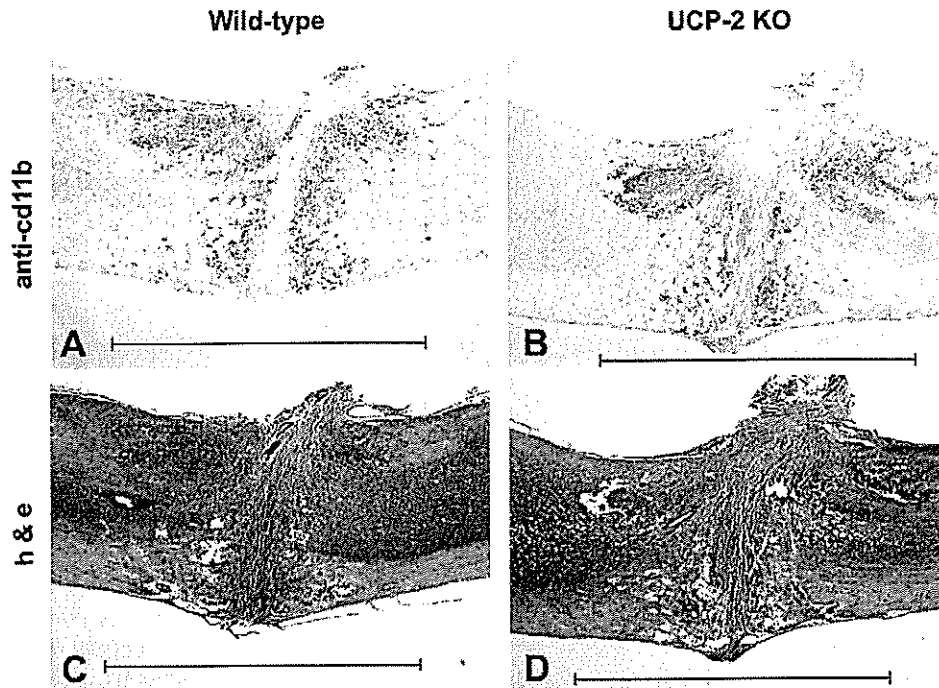 Wild-type
UCP-2 KO
anti-cd11b
A
B
h & e
C
D